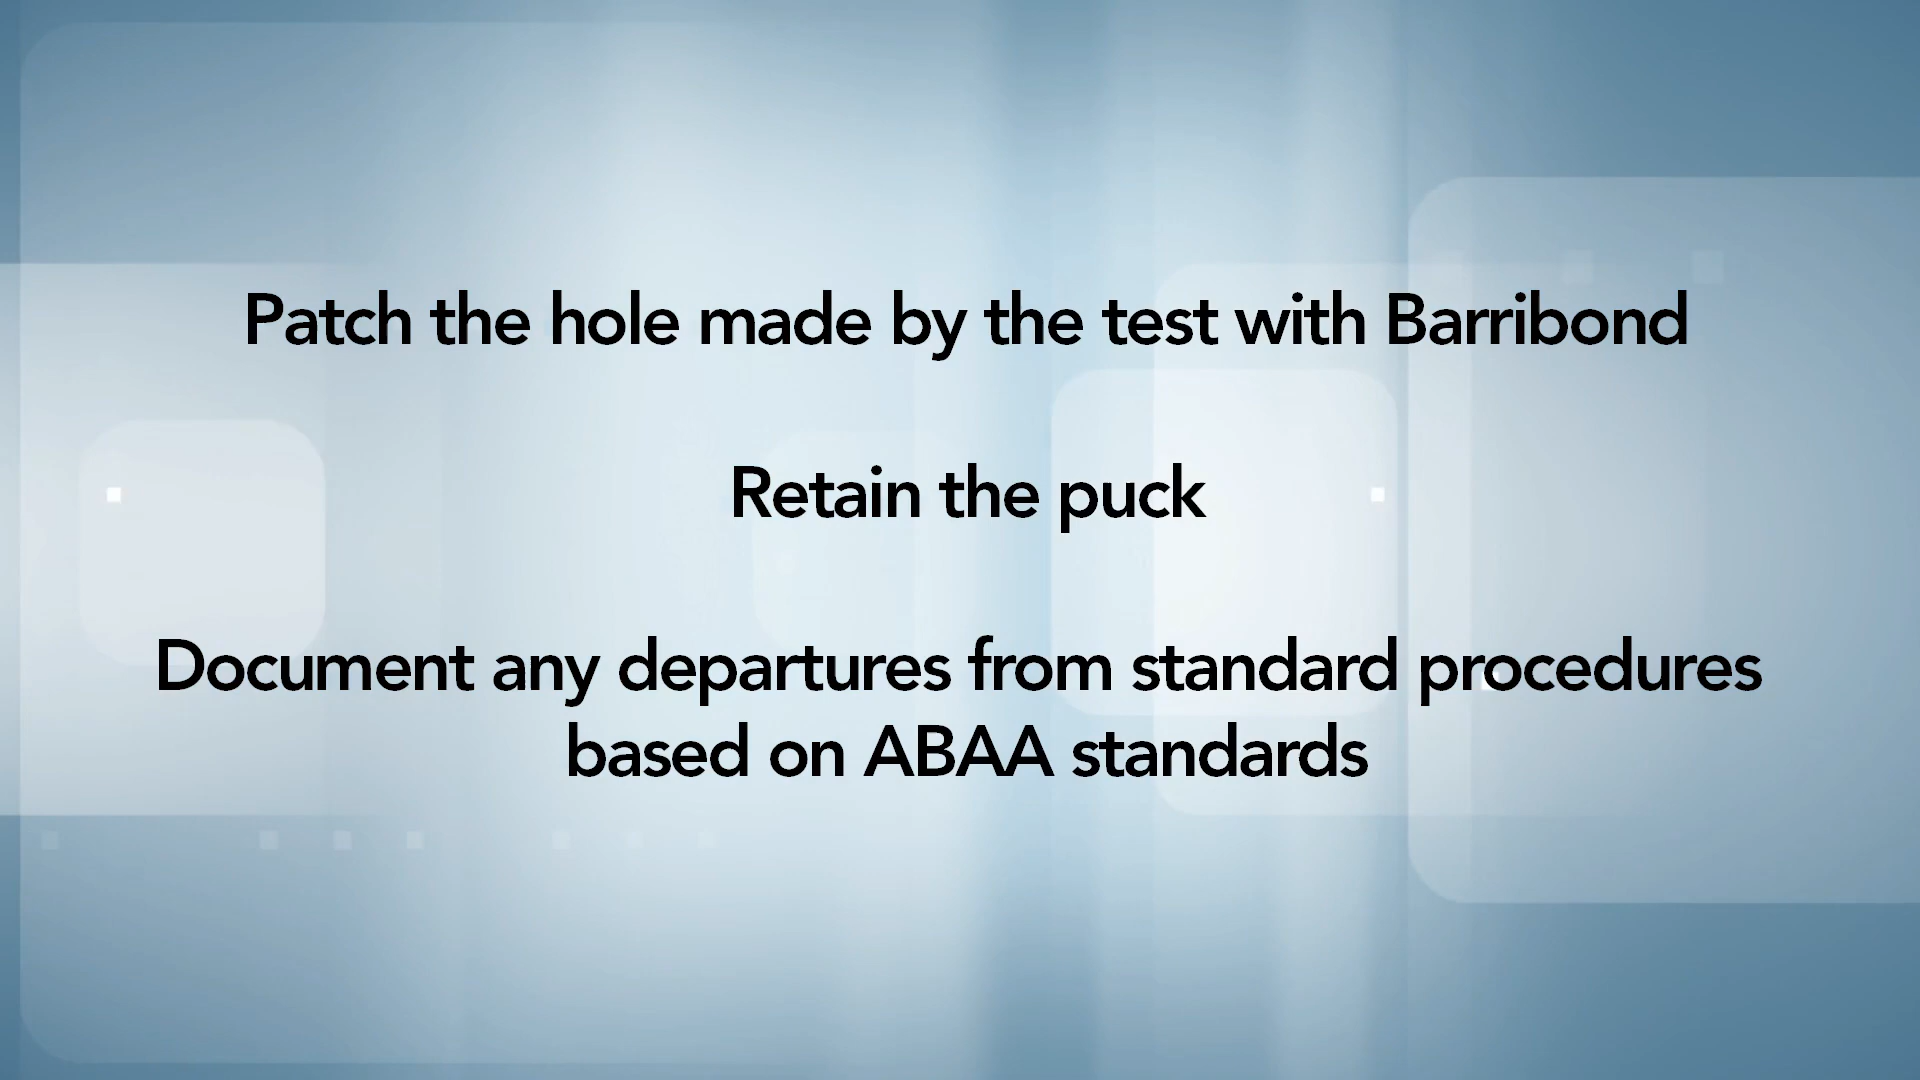 Patch the hole made by the test with Barribond
Retain the puck
Document any departures from standard procedures
based on ABAA standards